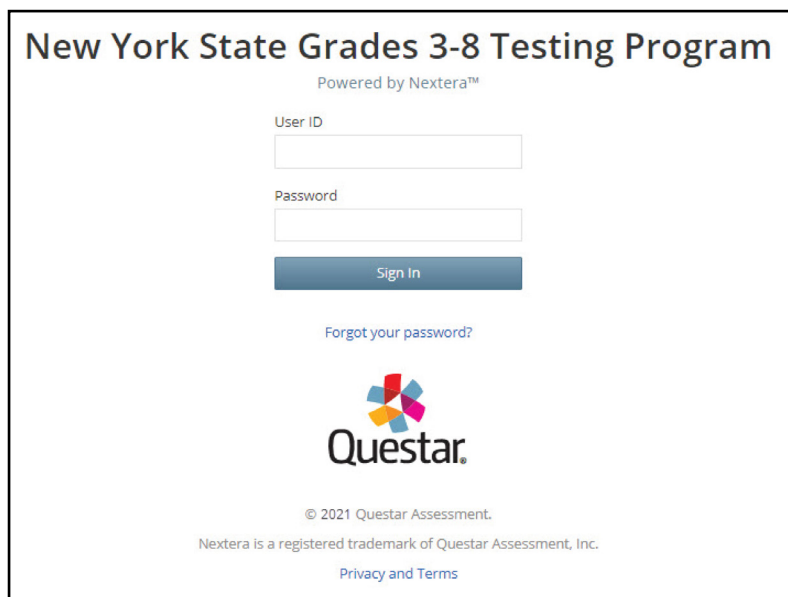 New York State Grades 3-8 Testing Program
Powered by Nextera™
User ID
Password
Sign In
Forgot your password?
Questar®
© 2021 Questar Assessment.
Nextera is a registered trademark of Questar Assessment, Inc.
Privacy and Terms